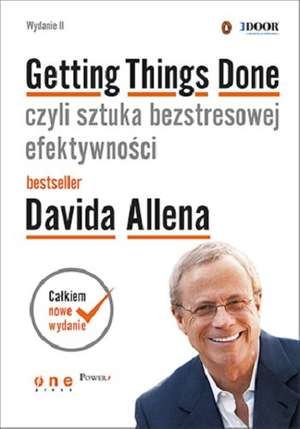 Wydanie II
3DOOR
Getting Things Done
czyli sztuka bezstresowej
efektywności
bestseller
Davida Allena
Całkiem
nowe
wydanie
one
press
POWER